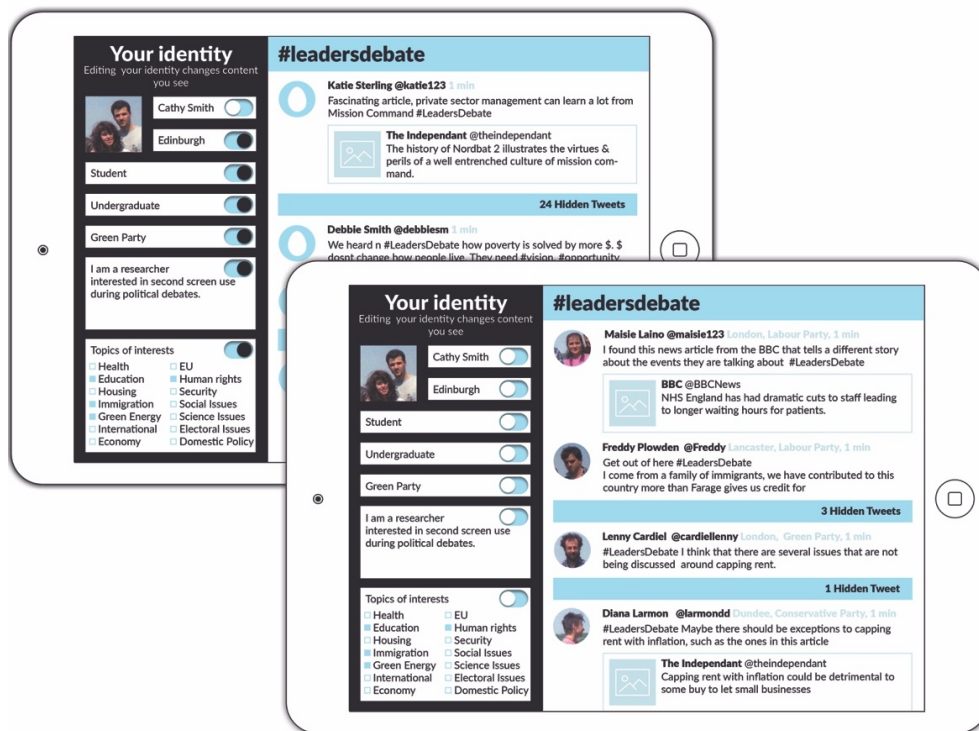 Your identity
Editing your identity changes content
you see
Cathy Smith
Edinburgh
Student
Undergraduate
Green Party
I am a researcher
interested in second screen use
during political debates.
Topics of interests
Health
EU
Education
Human rights
Housing
Security
Immigration
Social Issues
Green Energy
Science Issues
International
Electoral Issues
Economy
Domestic Policy
#leadersdebate
Katie Sterling @katie123 1 min
Fascinating article, private sector management can learn a lot from
Mission Command #LeadersDebate
The Independant @theindependant
The history of Nordbat 2 illustrates the virtues &
perils of a well entrenched culture of mission com-
mand.
24 Hidden Tweets
Debbie Smith @debbiesm 1 min
We heard n #LeadersDebate how poverty is solved by more $. $
dosnt change how people live. They need #vision, #opportunity,
Your identity
Editing your identity changes content
you see
Cathy Smith
Edinburgh
Student
Undergraduate
Green Party
I am a researcher
interested in second screen use
during political debates.
Topics of interests
Health
EU
Education
Human rights
Housing
Security
Immigration
Social Issues
Green Energy
Science Issues
International
Electoral Issues
Economy
Domestic Policy
#leadersdebate
Maisie Laino @maisie123 London, Labour Party, 1 min
I found this news article from the BBC that tells a different story
about the events they are talking about #LeadersDebate
BBC @BBCNews
NHS England has had dramatic cuts to staff leading
to longer waiting hours for patients.
Freddy Plowden @Freddy Lancaster, Labour Party, 1 min
Get out of here #LeadersDebate
I come from a family of immigrants, we have contributed to this
country more than Farage gives us credit for
3 Hidden Tweets
Lenny Cardiel @cardiellenny London, Green Party, 1 min
#LeadersDebate I think that there are several issues that are not
being discussed around capping rent.
1 Hidden Tweet
Diana Larmon @larmondd Dundee, Conservative Party, 1 min
#LeadersDebate Maybe there should be exceptions to capping
rent with inflation, such as the ones in this article
The Independant @theindependant
Capping rent with inflation could be detrimental to
some buy to let small businesses